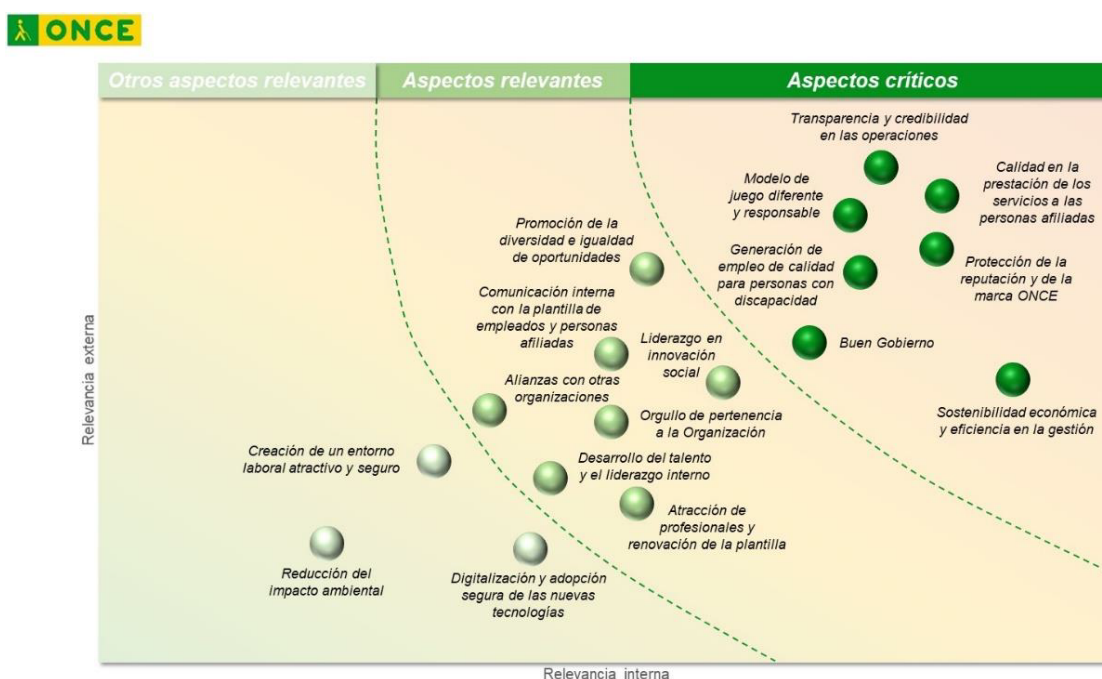 ONCE
Otros aspectos relevantes
Aspectos relevantes
Aspectos críticos
Transparencia y credibilidad
en las operaciones
Calidad en la
prestación de los
servicios a las
personas afiliadas
Modelo de
juego diferente
y responsable
Promoción de la
diversidad e igualdad
de oportunidades
Generación de
empleo de calidad
para personas con
discapacidad
Protección de la
reputación y de la
marca ONCE
Comunicación interna
con la plantilla de
empleados y personas
afiliadas
Liderazgo en
innovación
social
Buen Gobierno
Alianzas con otras
organizaciones
Orgullo de pertenencia
a la Organización
Sostenibilidad económica
y eficiencia en la gestión
Creación de un entorno
laboral atractivo y seguro
Desarrollo del talento
y el liderazgo interno
Atracción de
profesionales y
renovación de la plantilla
Reducción del
impacto ambiental
Digitalización y adopción
segura de las nuevas
tecnologías
Relevancia externa
Relevancia interna